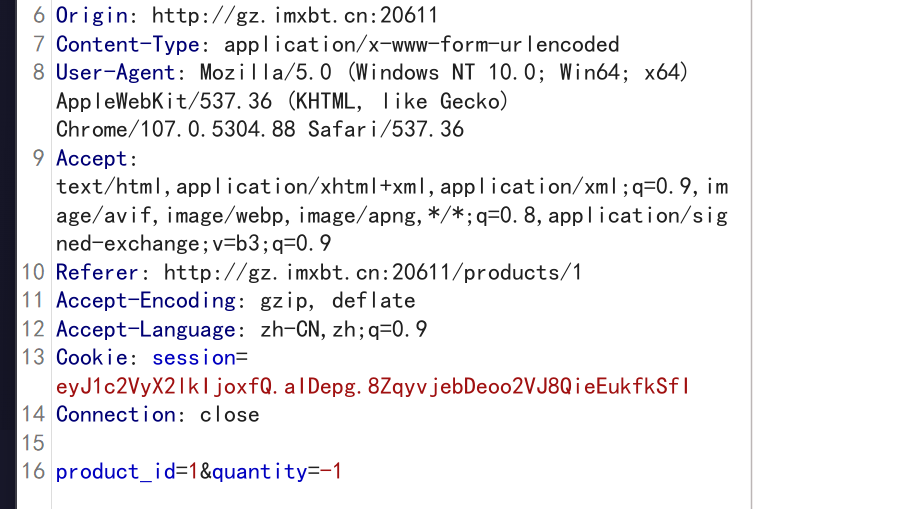 6 Origin: http://gz.imxbt.cn:20611
7 Content-Type: application/x-www-form-urlencoded
8 User-Agent: Mozilla/5.0 (Windows NT 10.0; Win64; x64)
AppleWebKit/537.36 (KHTML, like Gecko)
Chrome/107.0.5304.88 Safari/537.36
9 Accept:
text/html,application/xhtml+xml,application/xml;q=0.9,im
age/avif,image/webp,image/apng,*/*;q=0.8,application/sig
ned-exchange;v=b3;q=0.9
10 Referer: http://gz.imxbt.cn:20611/products/1
11 Accept-Encoding: gzip, deflate
12 Accept-Language: zh-CN,zh;q=0.9
13 Cookie: session=
eyJ1c2VyX2lkIjoxfQ.alDepg.8ZqyvjebDeoo2VJ8QieEukfkSfI
14 Connection: close
15
16 product_id=1&quantity=-1